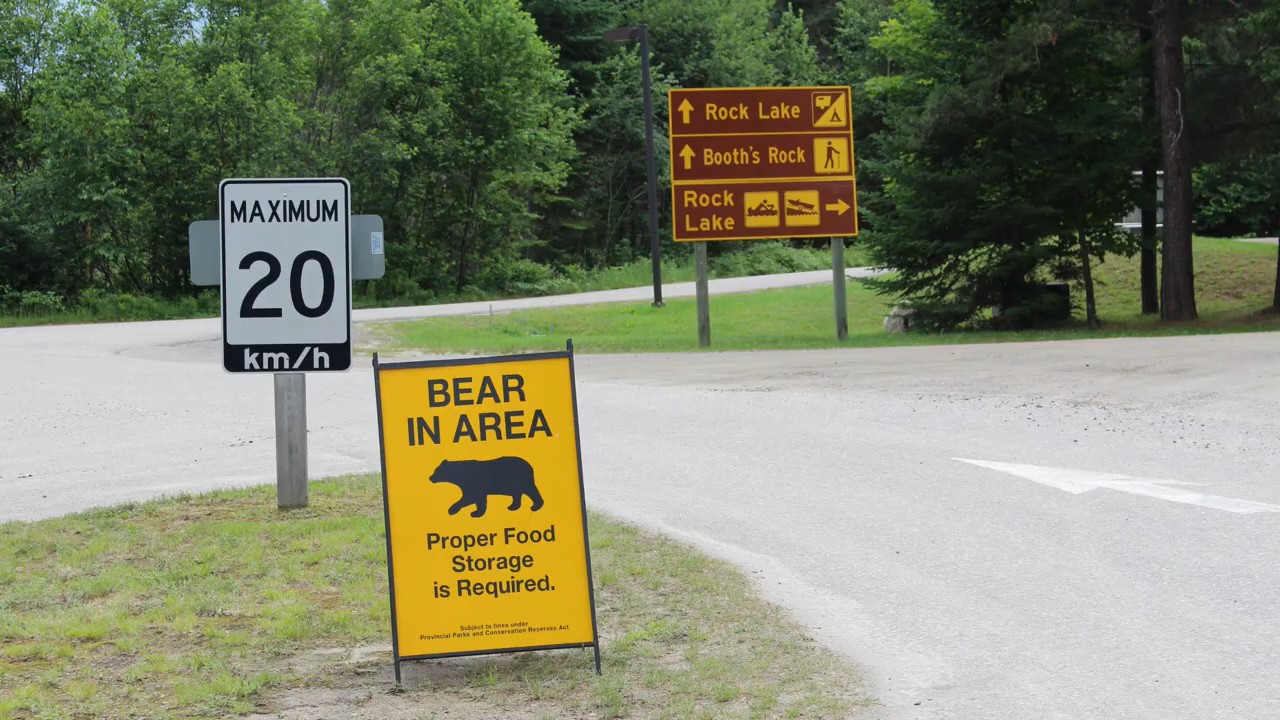 MAXIMUM
20
km/h
Rock Lake
Booth's Rock
Rock
Lake
BEAR
IN AREA
Proper Food
Storage
is Required.
Subject to fines under
Provincial Parks and Conservation Reserves Act